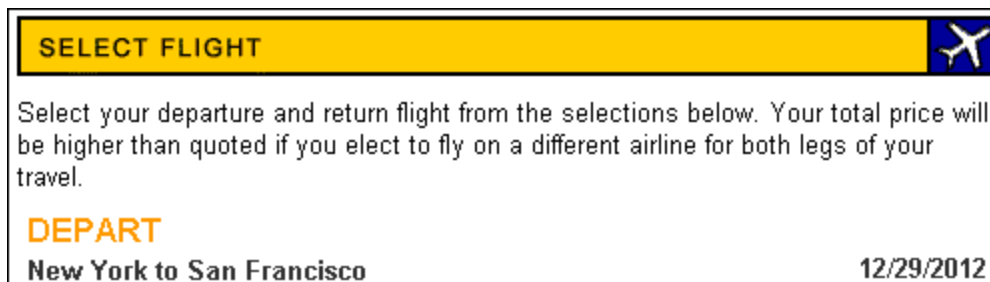 SELECT FLIGHT
Select your departure and return flight from the selections below. Your total price will
be higher than quoted if you elect to fly on a different airline for both legs of your
travel.
DEPART
New York to San Francisco 12/29/2012